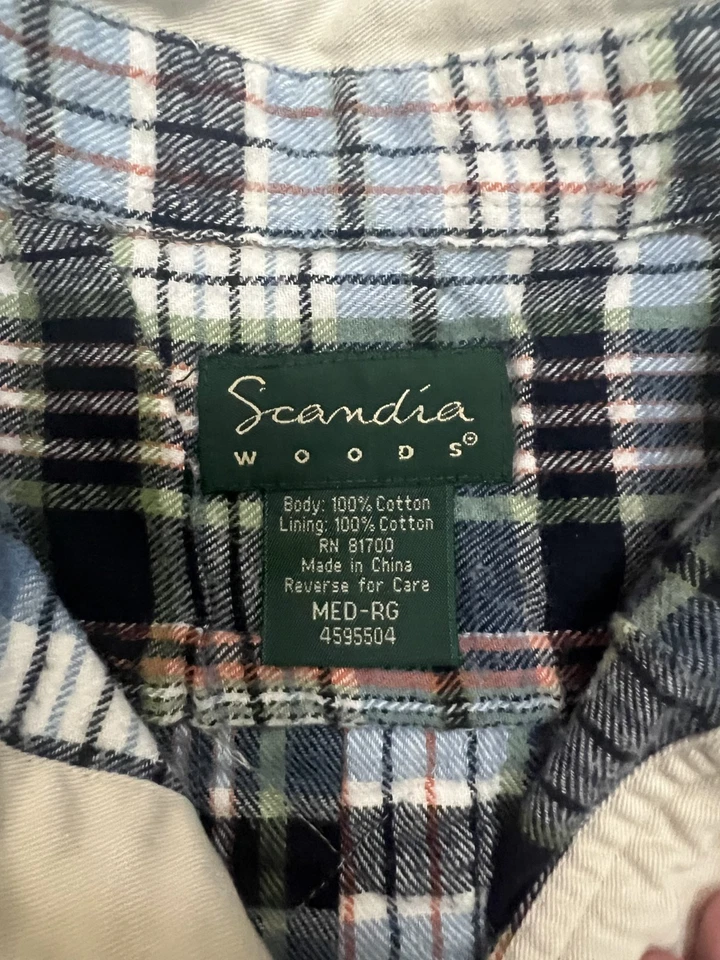 Scandia
WOODS®
Body: 100% Cotton
Lining: 100% Cotton
RN 81700
Made in China
Reverse for Care
MED-RG
4595504